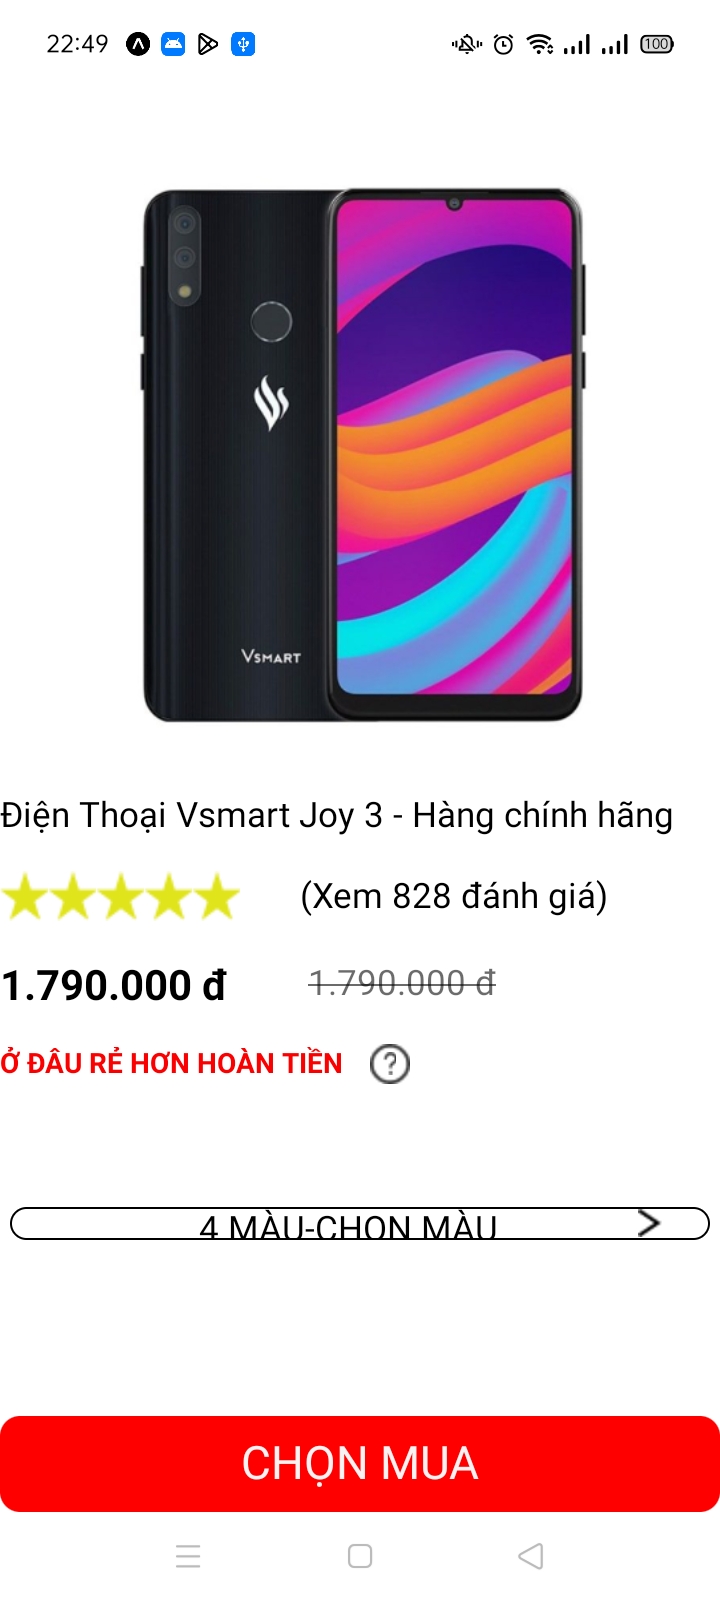 22:49
100
VSMART
Điện Thoại Vsmart Joy 3 - Hàng chính hãng
(Xem 828 đánh giá)
1.790.000 đ 1.790.000 đ
Ở ĐÂU RẺ HƠN HOÀN TIỀN ?
4 MÀU-CHỌN MÀU >
CHỌN MUA